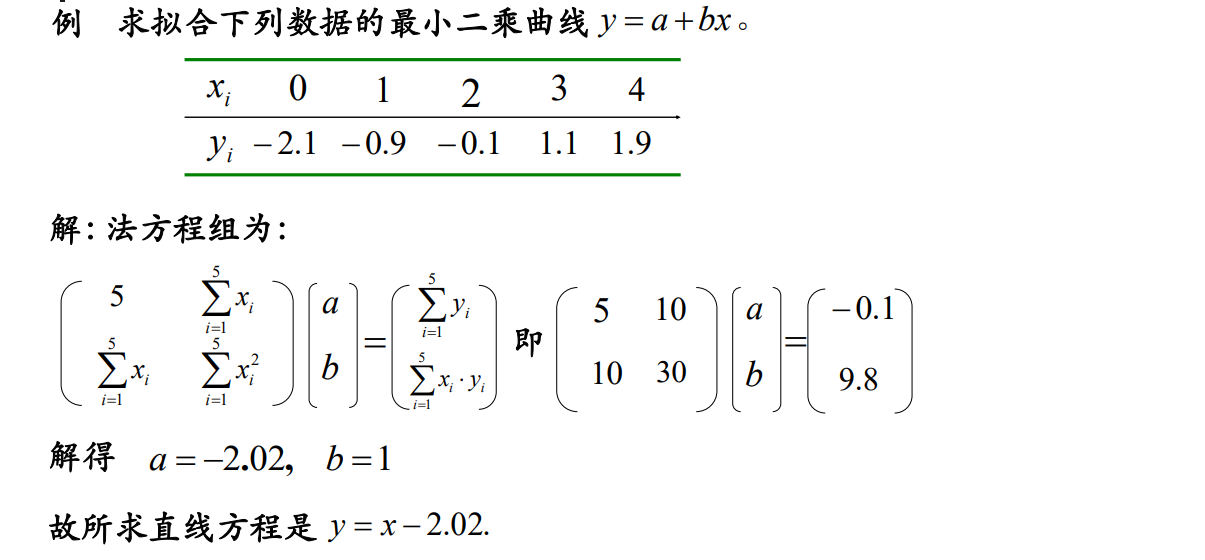 例 求拟合下列数据的最小二乘曲线 y = a + bx。
x_i 0 1 2 3 4
y_i −2.1 −0.9 −0.1 1.1 1.9
解：法方程组为：
\begin{pmatrix} 5 & \sum_{i=1}^{5} x_i \\ \sum_{i=1}^{5} x_i & \sum_{i=1}^{5} x_i^2 \end{pmatrix} \begin{pmatrix} a \\ b \end{pmatrix} = \begin{pmatrix} \sum_{i=1}^{5} y_i \\ \sum_{i=1}^{5} x_i \cdot y_i \end{pmatrix} 即 \begin{pmatrix} 5 & 10 \\ 10 & 30 \end{pmatrix} \begin{pmatrix} a \\ b \end{pmatrix} = \begin{pmatrix} −0.1 \\ 9.8 \end{pmatrix}
解得 a = −2.02, b = 1
故所求直线方程是 y = x − 2.02.